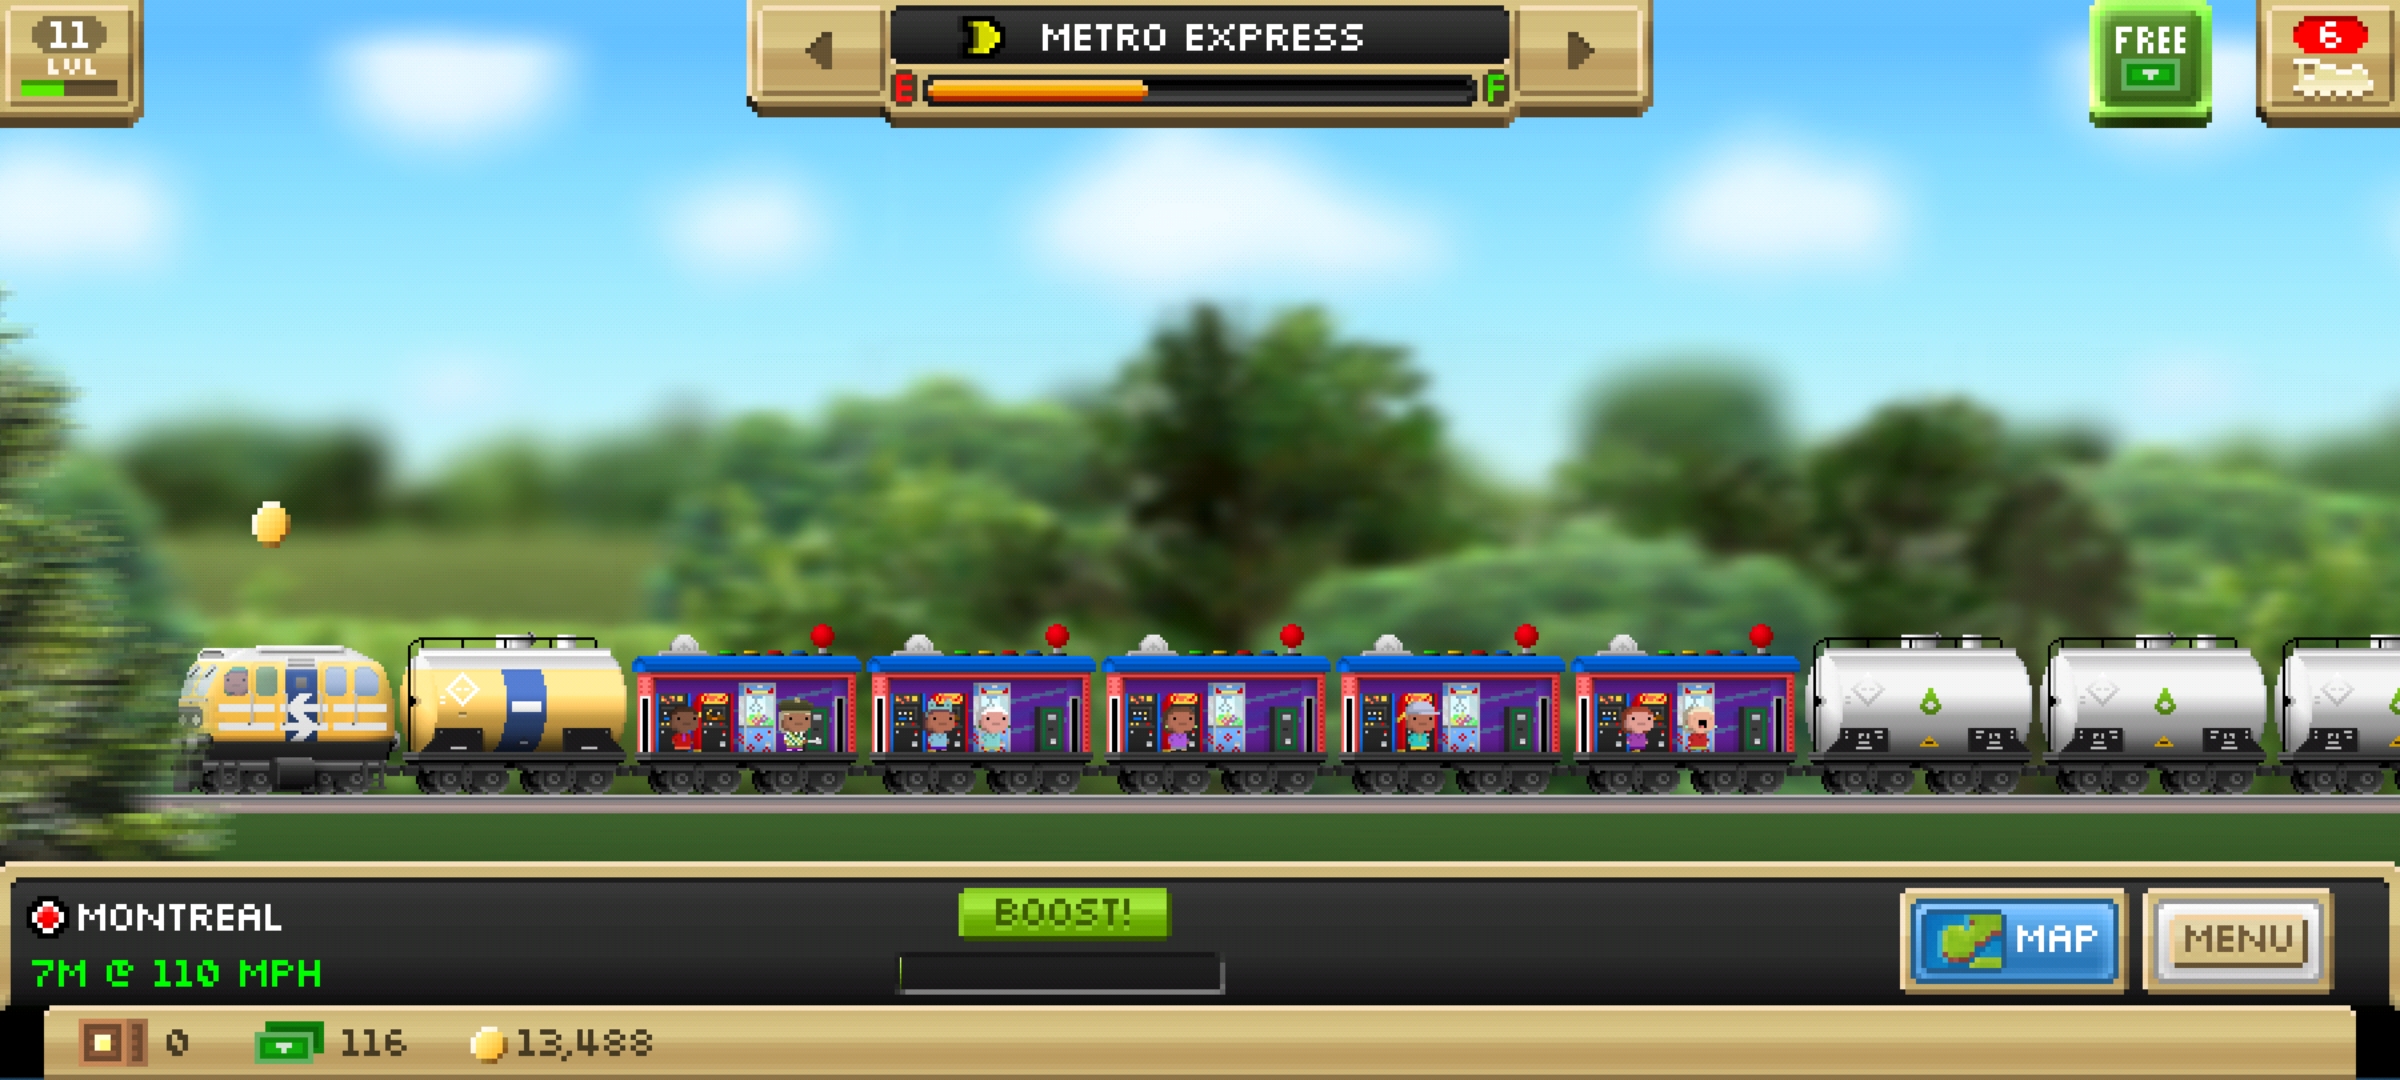 11
LVL
METRO EXPRESS
E F
FREE
6
MONTREAL
7M @ 110 MPH
BOOST!
MAP
MENU
0
116
13,488